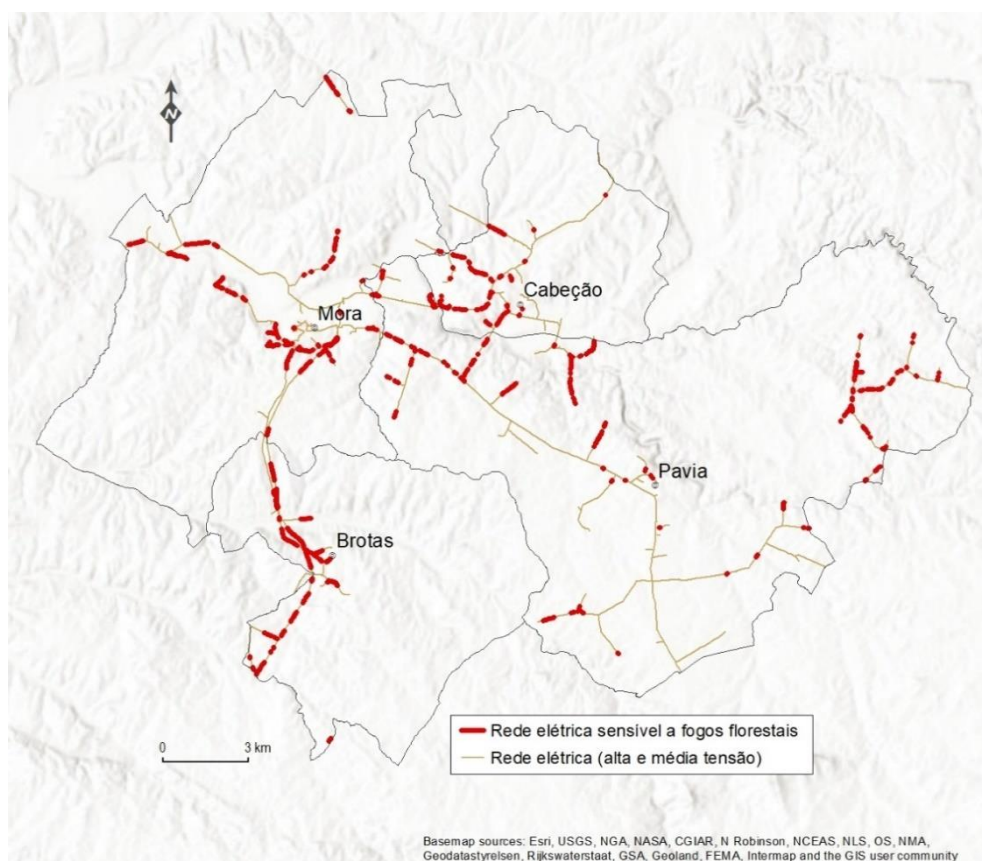 N
Cabeção
Mora
Pavia
Brotas
Rede elétrica sensível a fogos florestais
Rede elétrica (alta e média tensão)
0 3 km
Basemap sources: Esri, USGS, NGA, NASA, CGIAR, N Robinson, NCEAS, NLS, OS, NMA,
Geodatastyrelsen, Rijkswaterstaat, GSA, Geoland, FEMA, Intermap and the GIS user community